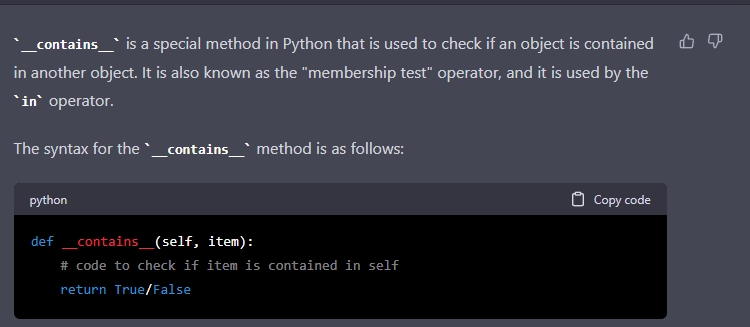 `__contains__` is a special method in Python that is used to check if an object is contained
in another object. It is also known as the "membership test" operator, and it is used by the
`in` operator.
The syntax for the `__contains__` method is as follows:
python Copy code
def __contains__(self, item):
    # code to check if item is contained in self
    return True/False